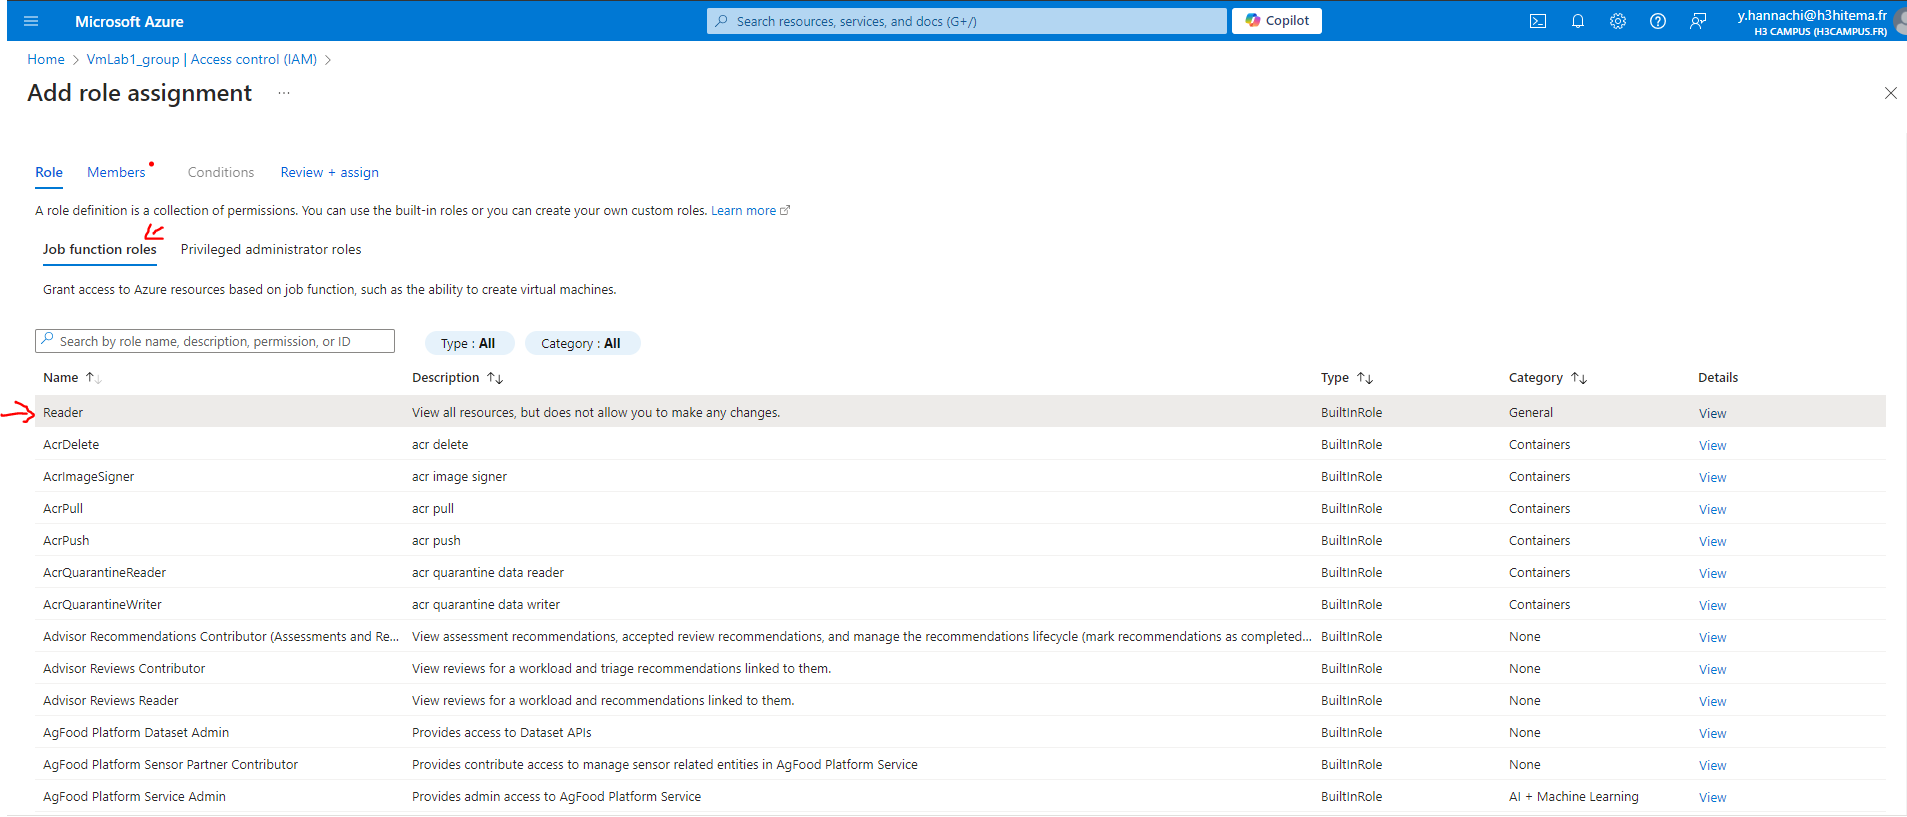 Microsoft Azure
Search resources, services, and docs (G+/)
Copilot
y.hannachi@h3hitema.fr
H3 CAMPUS (H3CAMPUS.FR)
Home > VmLab1_group | Access control (IAM) >
Add role assignment ...
Role Members Conditions Review + assign
A role definition is a collection of permissions. You can use the built-in roles or you can create your own custom roles. Learn more
Job function roles Privileged administrator roles
Grant access to Azure resources based on job function, such as the ability to create virtual machines.
Search by role name, description, permission, or ID Type : All Category : All
Name Description Type Category Details
Reader View all resources, but does not allow you to make any changes. BuiltInRole General View
AcrDelete acr delete BuiltInRole Containers View
AcrImageSigner acr image signer BuiltInRole Containers View
AcrPull acr pull BuiltInRole Containers View
AcrPush acr push BuiltInRole Containers View
AcrQuarantineReader acr quarantine data reader BuiltInRole Containers View
AcrQuarantineWriter acr quarantine data writer BuiltInRole Containers View
Advisor Recommendations Contributor (Assessments and Re... View assessment recommendations, accepted review recommendations, and manage the recommendations lifecycle (mark recommendations as completed... BuiltInRole None View
Advisor Reviews Contributor View reviews for a workload and triage recommendations linked to them. BuiltInRole None View
Advisor Reviews Reader View reviews for a workload and recommendations linked to them. BuiltInRole None View
AgFood Platform Dataset Admin Provides access to Dataset APIs BuiltInRole None View
AgFood Platform Sensor Partner Contributor Provides contribute access to manage sensor related entities in AgFood Platform Service BuiltInRole None View
AgFood Platform Service Admin Provides admin access to AgFood Platform Service BuiltInRole AI + Machine Learning View